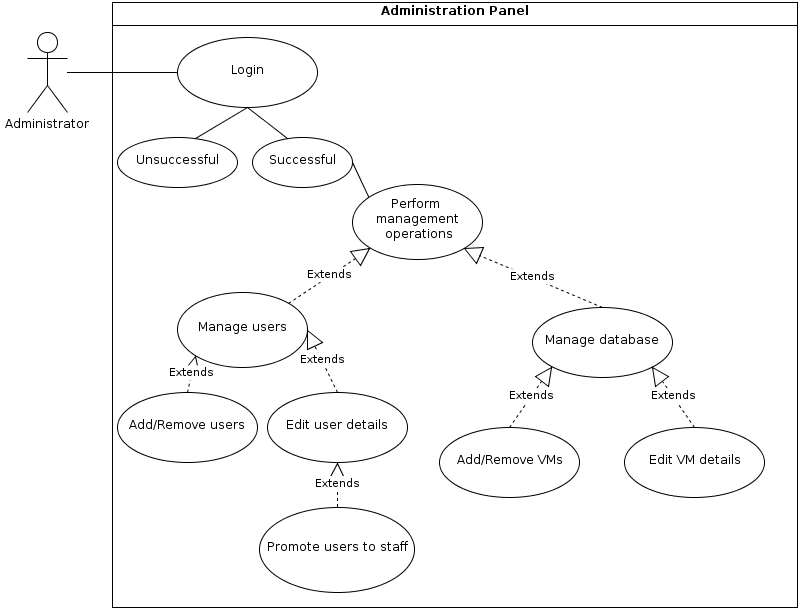 Administration Panel
Login
Administrator
Unsuccessful
Successful
Perform
management
operations
Extends
Extends
Manage users
Manage database
Extends
Extends
Extends
Extends
Add/Remove users
Edit user details
Add/Remove VMs
Edit VM details
Extends
Promote users to staff